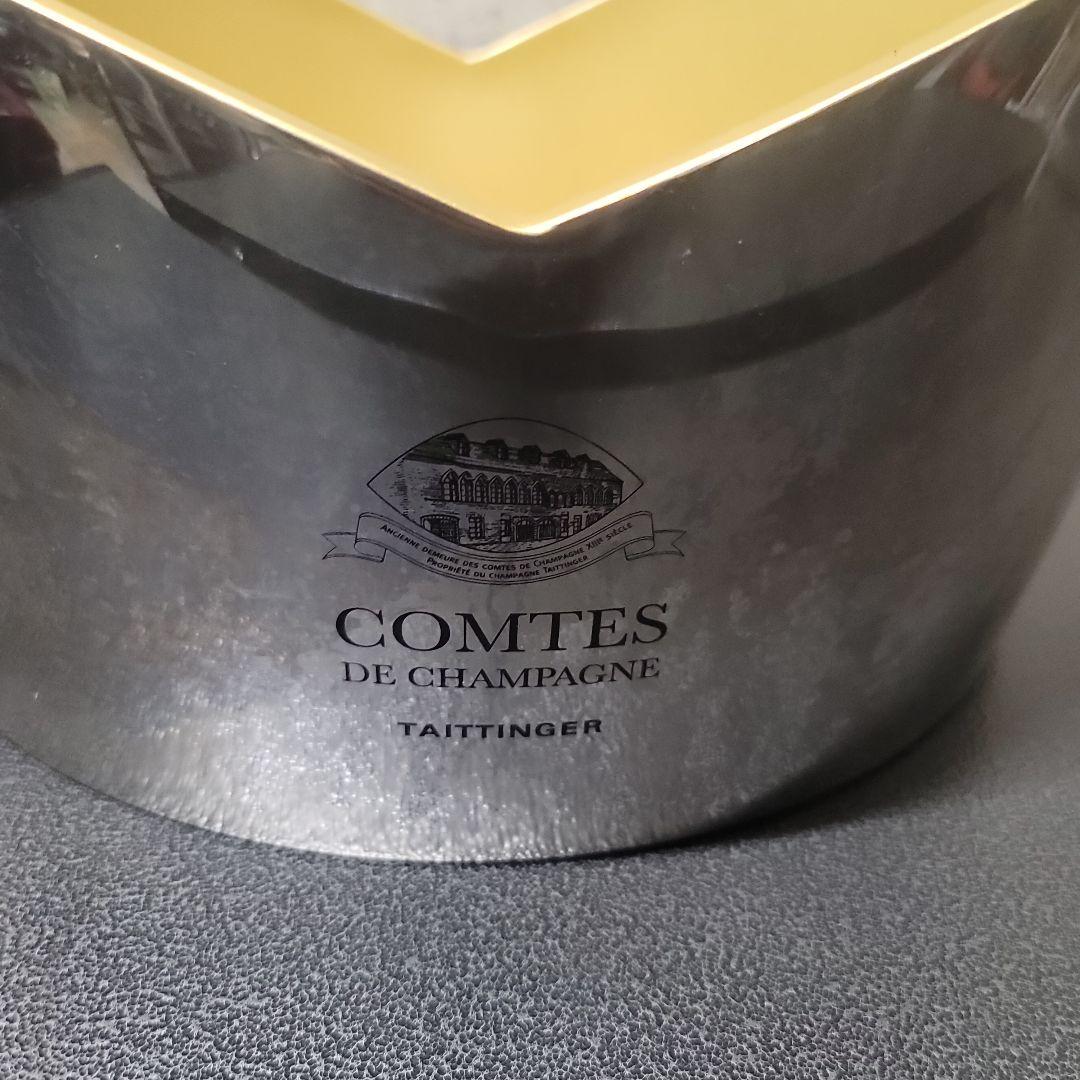 ANCIENNE DEMEURE DES COMTES DE CHAMPAGNE XIIIE SIÈCLE
PROPRIÉTÉ DU CHAMPAGNE TAITTINGER
COMTES
DE CHAMPAGNE
TAITTINGER